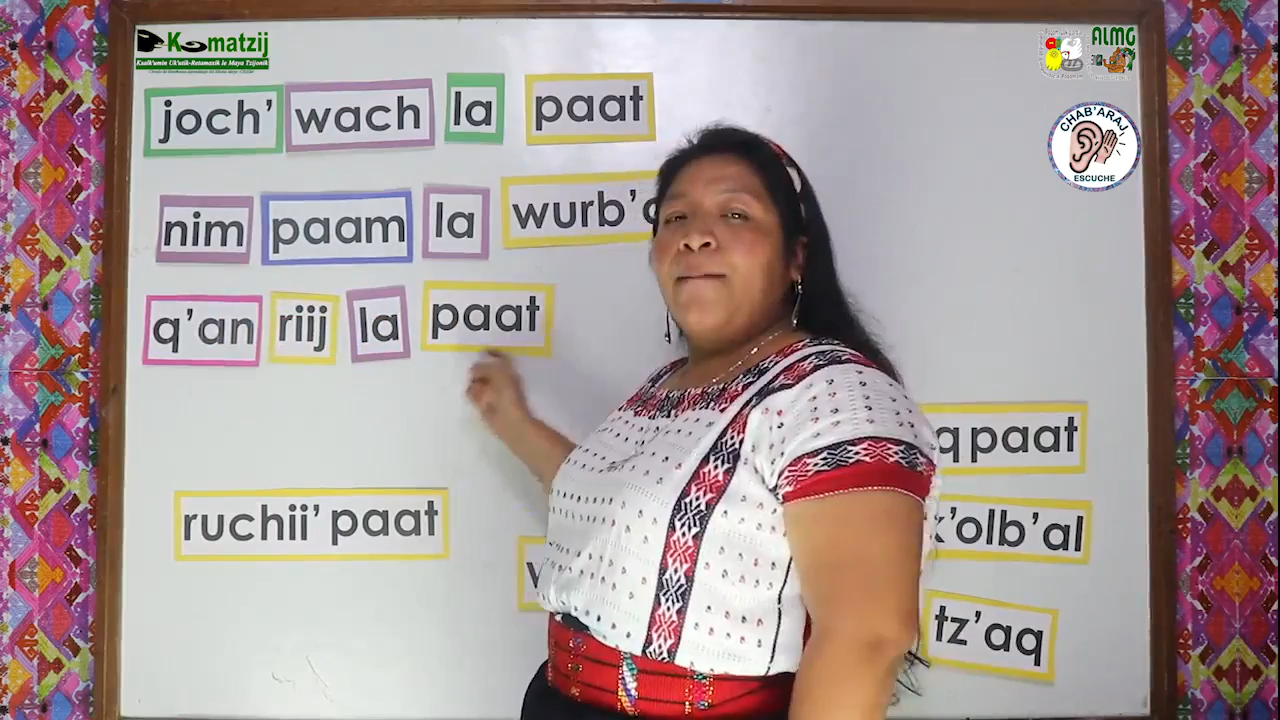 Komatzij
ALMG
joch' wach la paat
CHAB'ARAJ,
ESCUCHE
nim paam la
q'an riij la paat
paat
ruchii' paat
k'olb'al
tz'aq